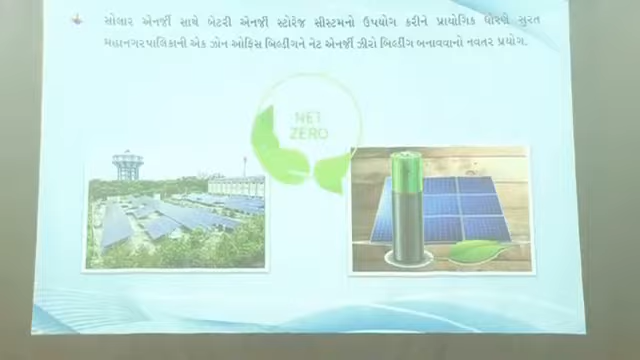 સોલાર એનર્જી સાથે બેટરી એનર્જી સ્ટોરેજ સીસ્ટમનો ઉપયોગ કરીને પ્રાયોગિક ધોરણે સુરત
મહાનગરપાલિકાની એક ઝોન ઓફિસ બિલ્ડીંગને નેટ એનર્જી ઝીરો બિલ્ડીંગ બનાવવાનો નવતર પ્રયોગ.
NET
ZERO